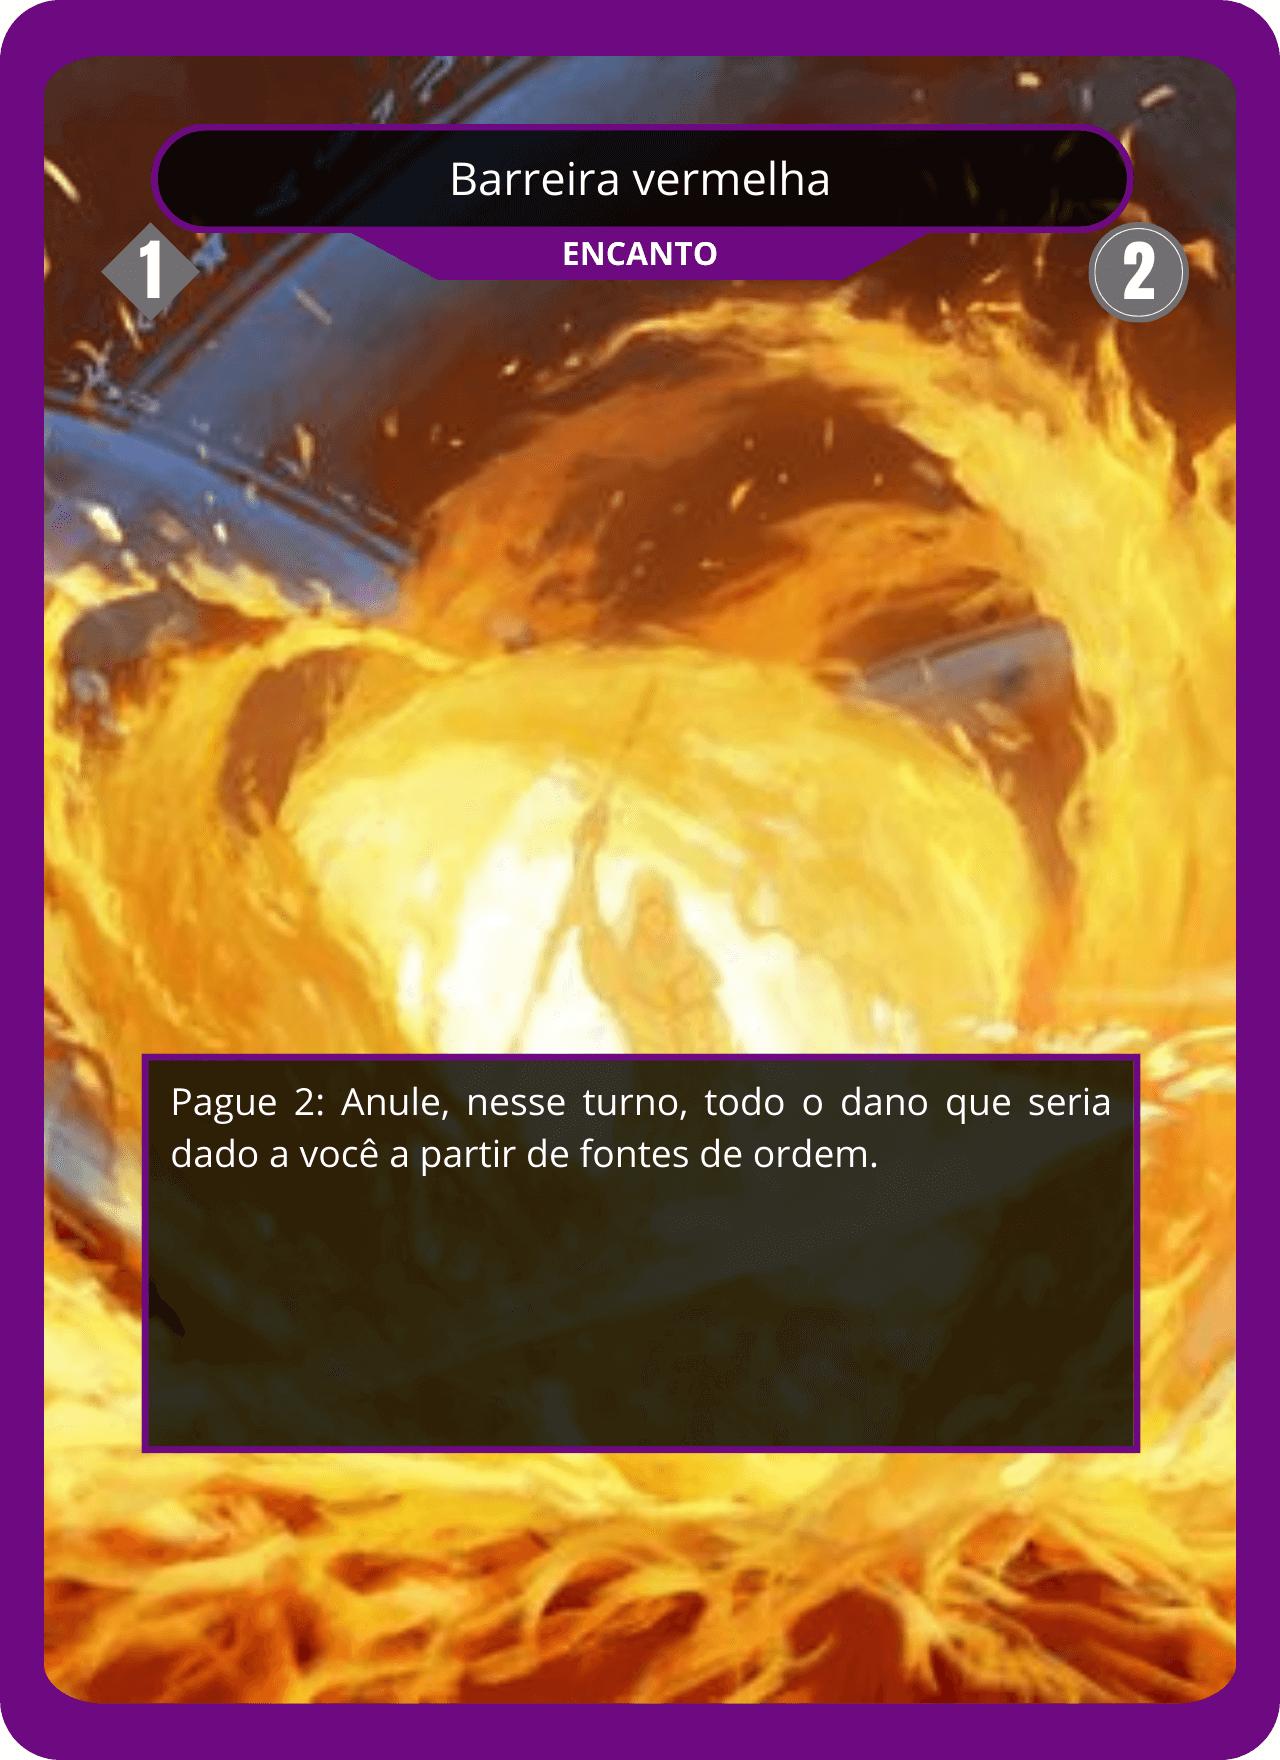 Barreira vermelha
ENCANTO
1
2
Pague 2: Anule, nesse turno, todo o dano que seria
dado a você a partir de fontes de ordem.